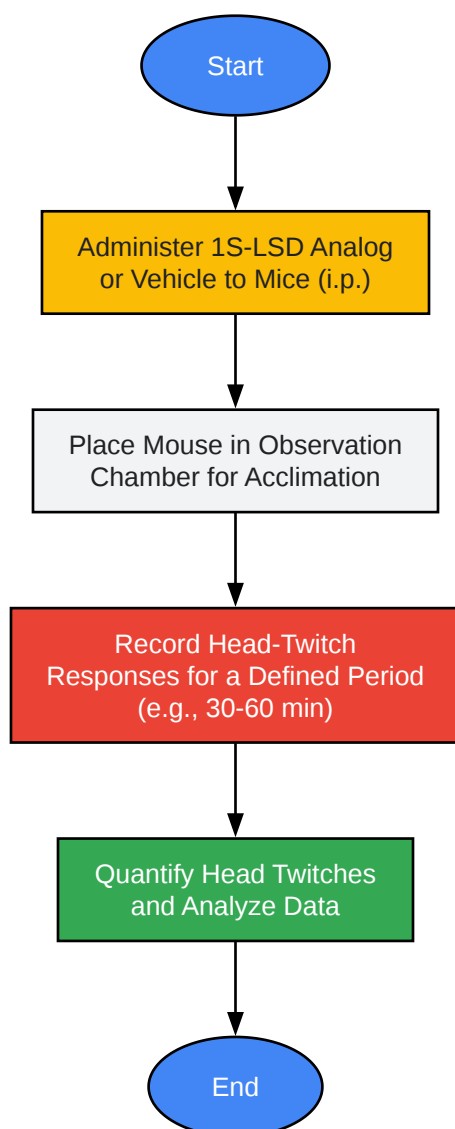 Start
Administer 1S-LSD Analog
or Vehicle to Mice (i.p.)
Place Mouse in Observation
Chamber for Acclimation
Record Head-Twitch
Responses for a Defined Period
(e.g., 30-60 min)
Quantify Head Twitches
and Analyze Data
End